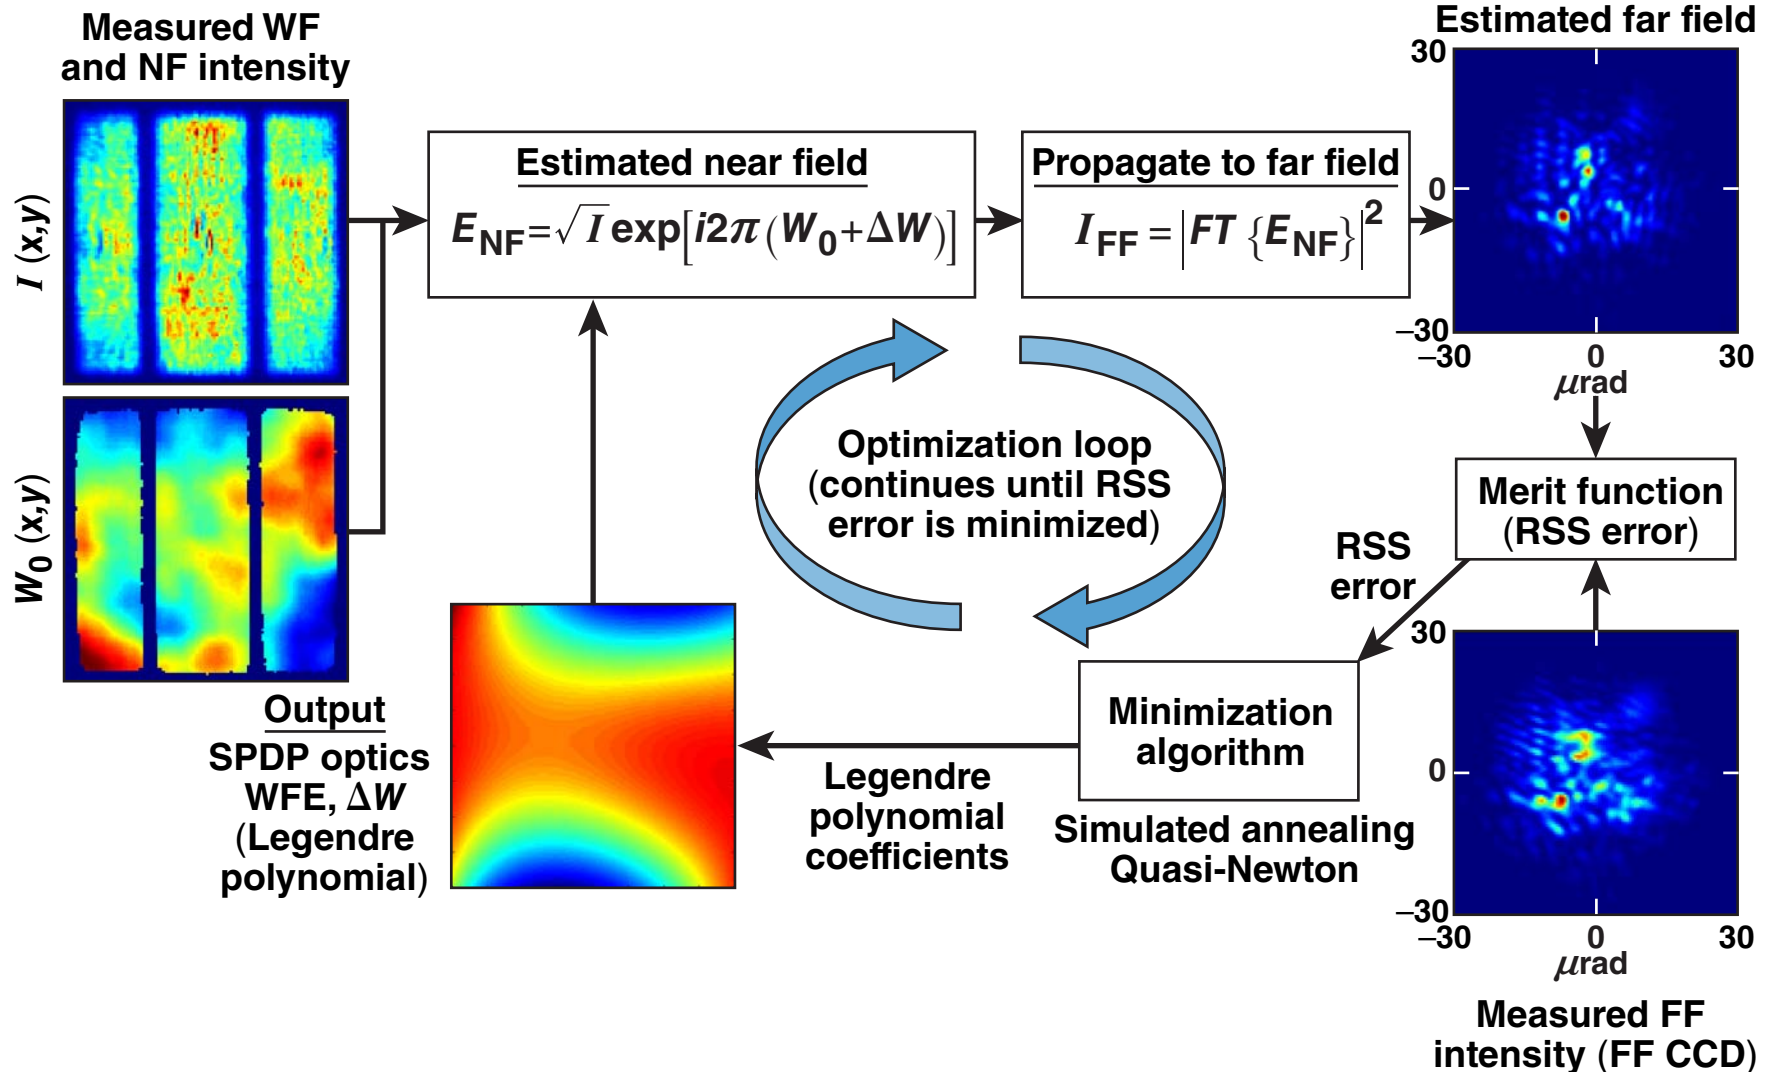 Measured WF
and NF intensity
I (x,y)
W0 (x,y)
Estimated near field
E_NF=√I exp[i2π(W0+ΔW)]
Propagate to far field
I_FF = |FT {E_NF}|²
Estimated far field
30
0
–30
–30
0
30
μrad
Optimization loop
(continues until RSS
error is minimized)
Merit function
(RSS error)
RSS
error
Minimization
algorithm
Simulated annealing
Quasi-Newton
Legendre
polynomial
coefficients
Output
SPDP optics
WFE, ΔW
(Legendre
polynomial)
30
0
–30
–30
0
30
μrad
Measured FF
intensity (FF CCD)